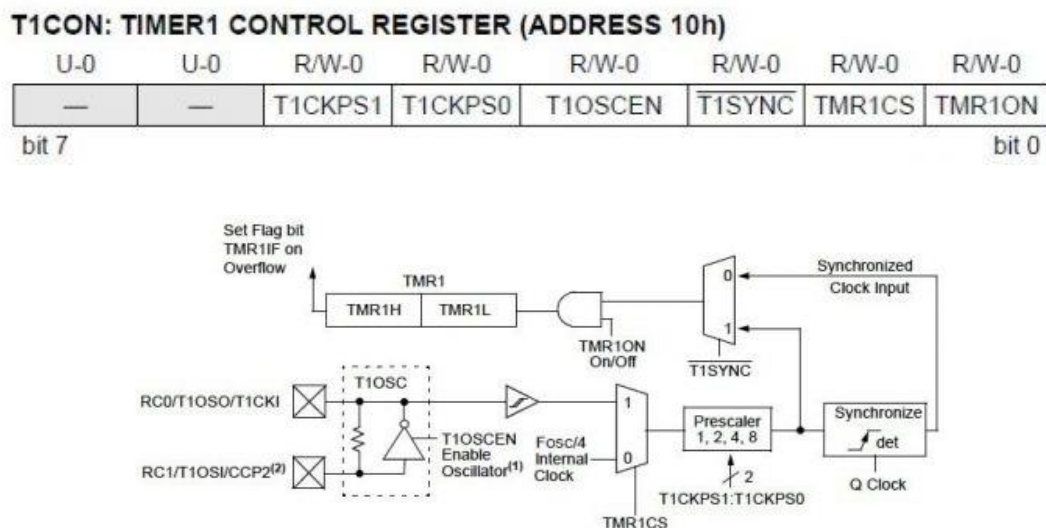 T1CON: TIMER1 CONTROL REGISTER (ADDRESS 10h)
U-0 U-0 R/W-0 R/W-0 R/W-0 R/W-0 R/W-0 R/W-0
— — T1CKPS1 T1CKPS0 T1OSCEN T1SYNC TMR1CS TMR1ON
bit 7 bit 0
Set Flag bit
TMR1IF on
Overflow
TMR1
TMR1H TMR1L
TMR1ON
On/Off
0
1
T1SYNC
Synchronized
Clock Input
T1OSC
RC0/T1OSO/T1CKI
RC1/T1OSI/CCP2(2)
T1OSCEN
Enable
Oscillator(1)
Fosc/4
Internal
Clock
1
0
TMR1CS
Prescaler
1, 2, 4, 8
2
T1CKPS1:T1CKPS0
Synchronize
det
Q Clock